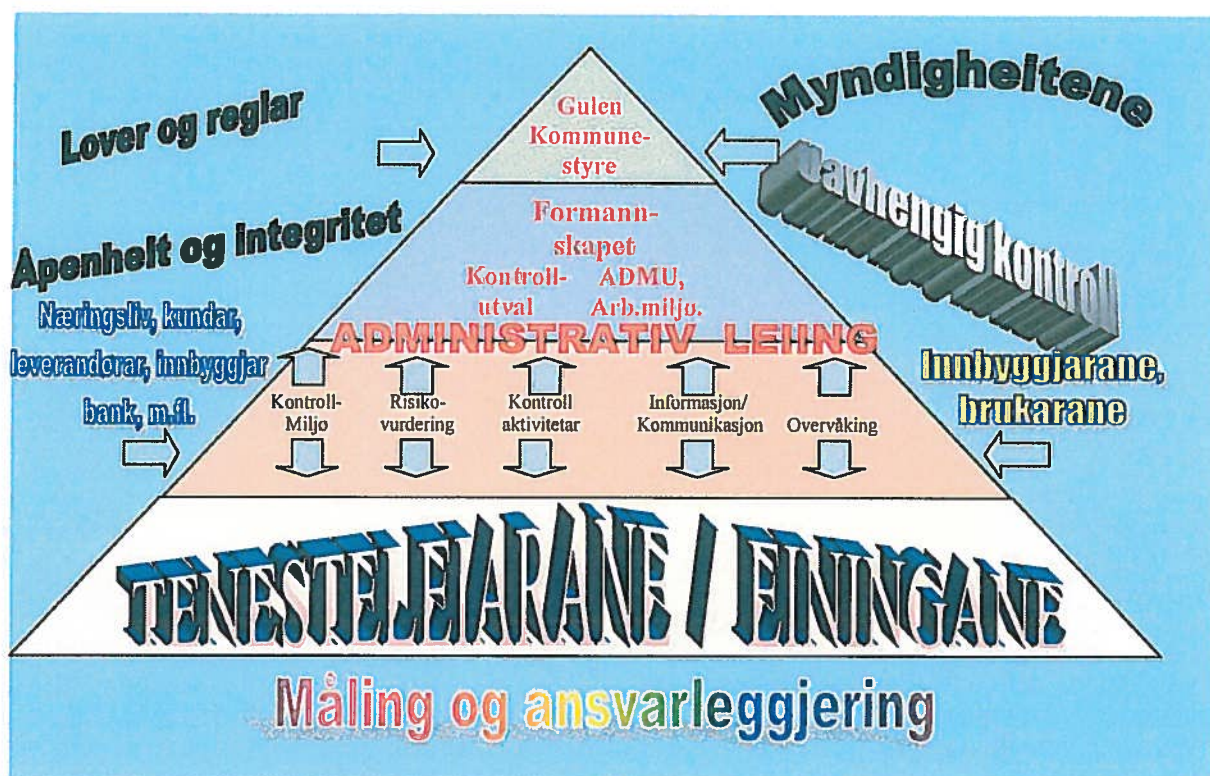 Lover og reglar
Åpenheit og integritet
Næringsliv, kundar,
leverandørar, innbyggjar
bank, m.fl.
Gulen
Kommune-
styre
Formann-
skapet
Kontroll-
utval
ADMU,
Arb.miljø.
ADMINISTRATIV LEIING
Kontroll-
Miljø
Risiko-
vurdering
Kontroll
aktivitetar
Informasjon/
Kommunikasjon
Overvåking
Myndigheitene
Uavhengig kontroll
Innbyggjarane,
brukarane
TENESTELEIARANE / EININGANE
Måling og ansvarleggjering